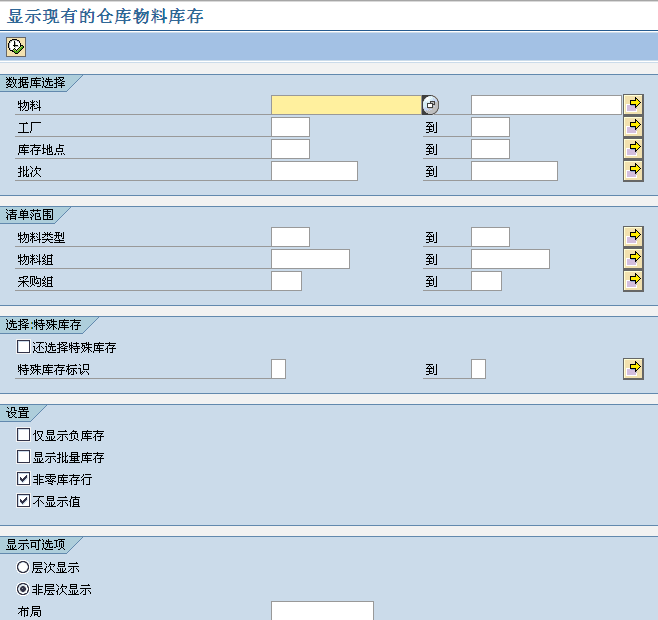 显示现有的仓库物料库存
数据库选择
物料
工厂 到
库存地点 到
批次 到
清单范围
物料类型 到
物料组 到
采购组 到
选择:特殊库存
还选择特殊库存
特殊库存标识 到
设置
仅显示负库存
显示批量库存
非零库存行
不显示值
显示可选项
层次显示
非层次显示
布局